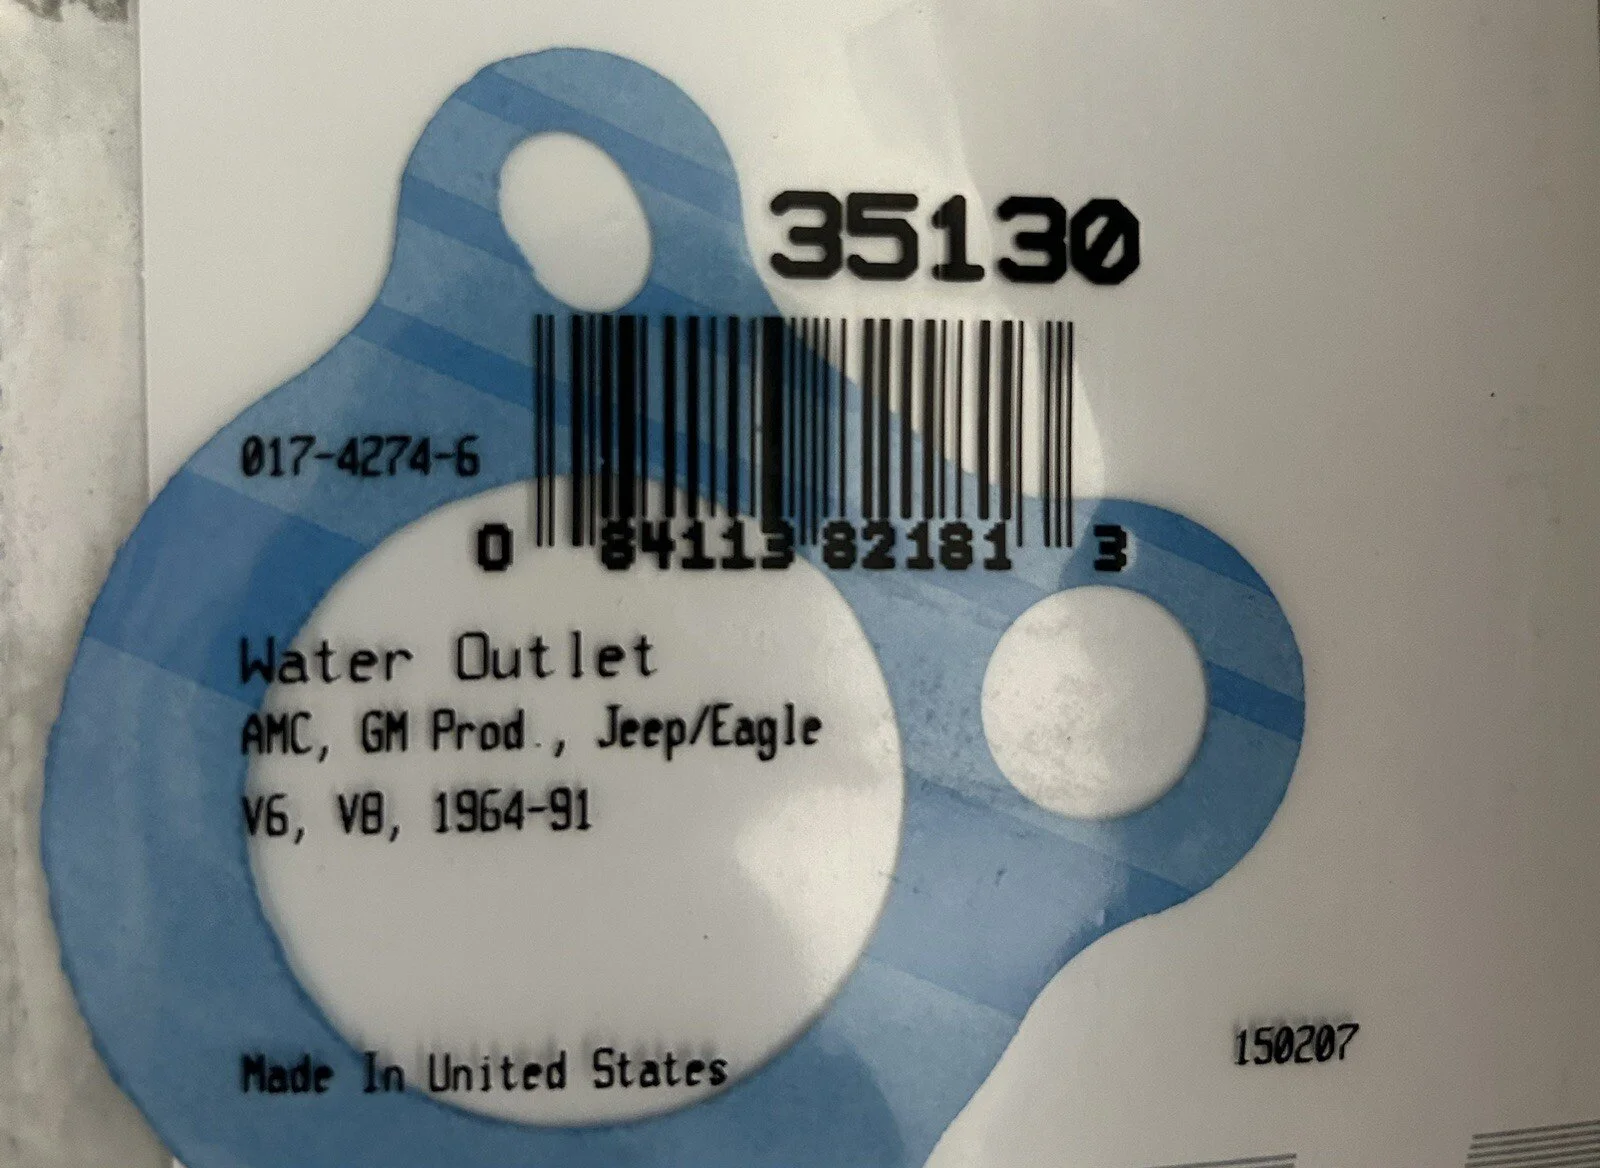 35130
017-4274-6
0 84113 82181 3
Water Outlet
AMC, GM Prod., Jeep/Eagle
V6, V8, 1964-91
150207
Made In United States